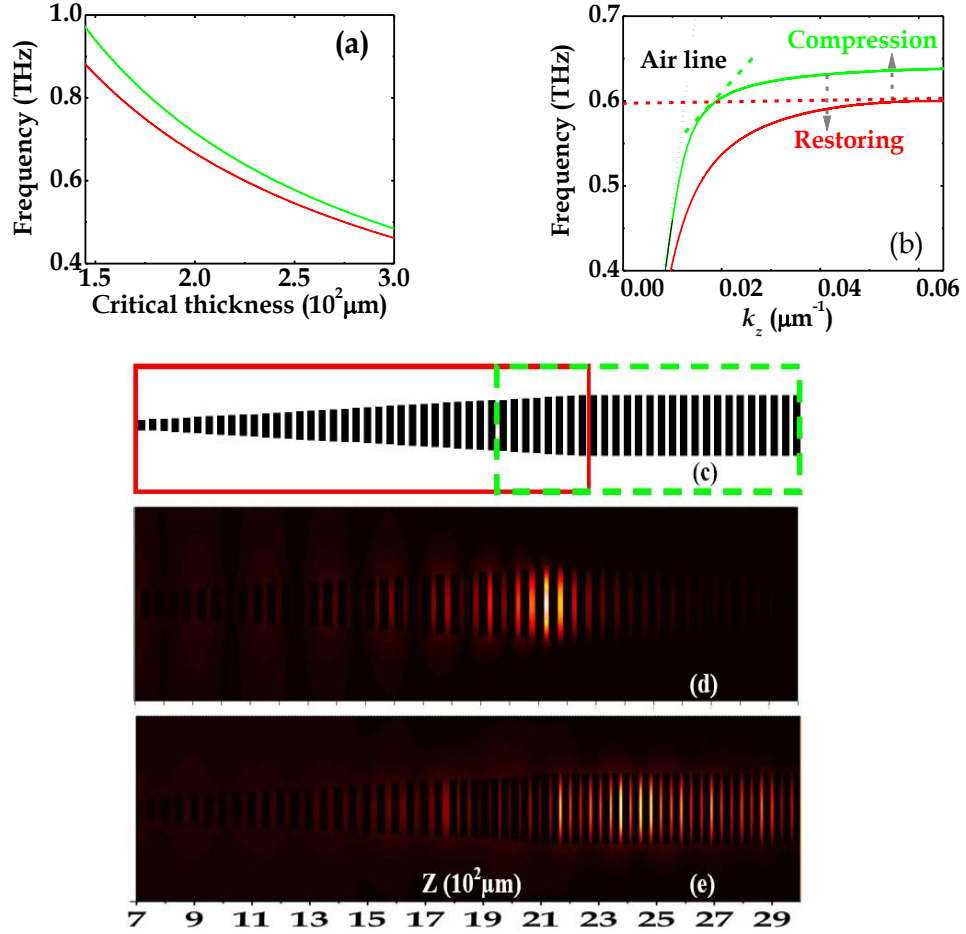 (a)
Frequency (THz)
1.0
0.8
0.6
0.4
1.5 2.0 2.5 3.0
Critical thickness (10²μm)
(b)
Frequency (THz)
0.7
0.6
0.5
0.4
Air line
Compression
Restoring
0.00 0.02 0.04 0.06
k_z (μm⁻¹)
(c)
(d)
Z (10²μm)
(e)
7 9 11 13 15 17 19 21 23 25 27 29